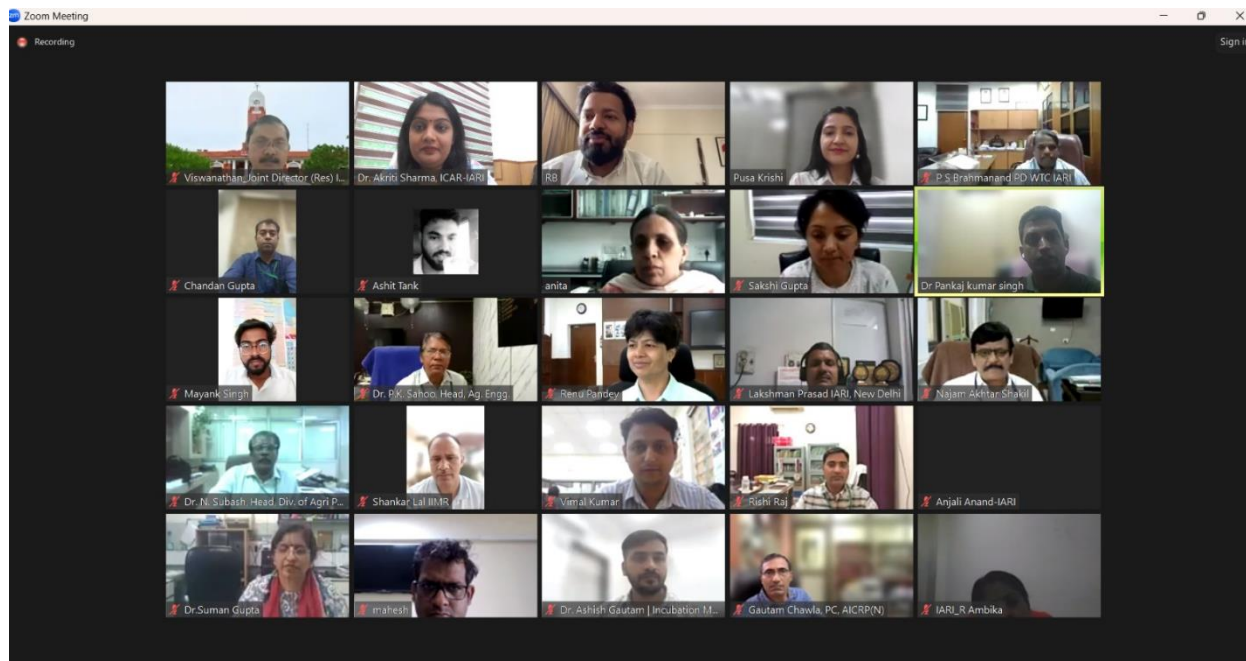 zm Zoom Meeting
Recording
Sign i
Viswanathan, Joint Director (Res) I...
Dr. Akriti Sharma, ICAR-IARI
RB
Pusa Krishi
P S Brahmanand PD WTC IARI
Chandan Gupta
Ashit Tank
anita
Sakshi Gupta
Dr Pankaj kumar singh
Mayank Singh
Dr. P.K. Sahoo, Head, Ag. Engg.
Renu Pandey
Lakshman Prasad IARI, New Delhi
Najam Akhtar Shakil
Dr. N. Subash, Head, Div. of Agri P...
Shankar Lal IIMR
Vimal Kumar
Rishi Raj
Anjali Anand-IARI
Dr.Suman Gupta
mahesh
Dr. Ashish Gautam | Incubation M...
Gautam Chawla, PC, AICRP(N)
IARI_R Ambika